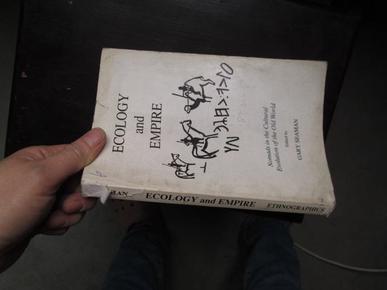 ECOLOGY
and
EMPIRE
Nomads in the Cultural
Evolution of the Old World
Edited by
GARY SEAMAN
ECOLOGY and EMPIRE
ETHNOGRAPHICS